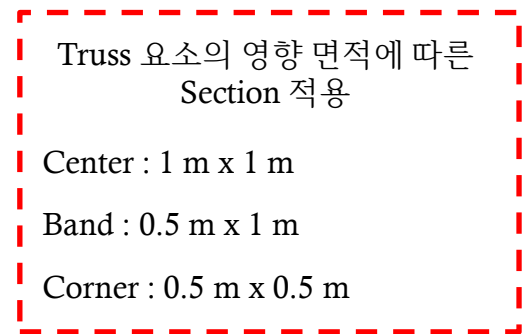 Truss 요소의 영향 면적에 따른
Section 적용
Center : 1 m x 1 m
Band : 0.5 m x 1 m
Corner : 0.5 m x 0.5 m